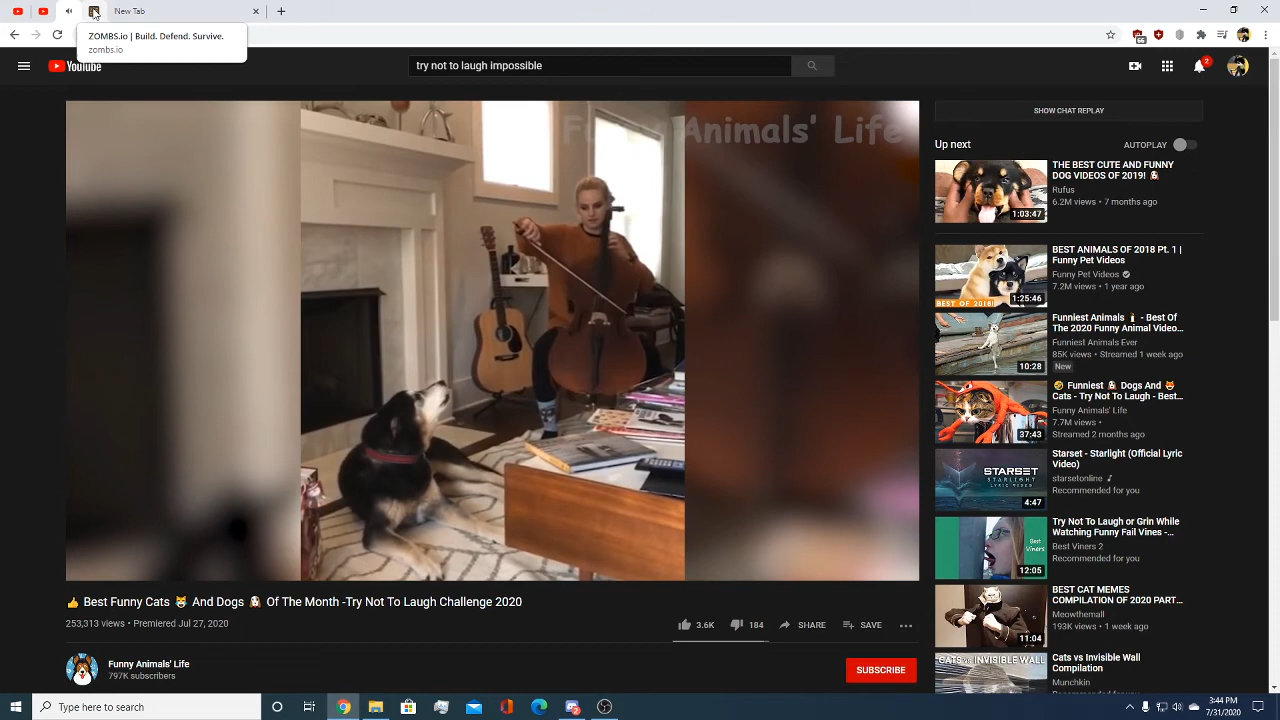 New Tab
ZOMBS.io | Build. Defend. Survive.
zombs.io
66
YouTube
try not to laugh impossible
2
Animals' Life
SHOW CHAT REPLAY
Up next
AUTOPLAY
THE BEST CUTE AND FUNNY
DOG VIDEOS OF 2019!
Rufus
6.2M views • 7 months ago
1:03:47
BEST ANIMALS OF 2018 Pt. 1 |
Funny Pet Videos
Funny Pet Videos
7.2M views • 1 year ago
BEST OF 2018!
1:25:46
Funniest Animals - Best Of
The 2020 Funny Animal Video...
Funniest Animals Ever
85K views • Streamed 1 week ago
New
10:28
Funniest Dogs And
Cats - Try Not To Laugh - Best...
Funny Animals' Life
7.7M views •
Streamed 2 months ago
37:43
Starset - Starlight (Official Lyric
Video)
starsetonline
Recommended for you
STARSET
STARLIGHT
4:47
Try Not To Laugh or Grin While
Watching Funny Fail Vines -...
Best Viners 2
Recommended for you
Best
Viners
12:05
BEST CAT MEMES
COMPILATION OF 2020 PART...
Meowthemall
193K views • 1 week ago
11:04
CATS vs INVISIBLE WALL
Cats vs Invisible Wall
Compilation
Munchkin
Best Funny Cats And Dogs Of The Month -Try Not To Laugh Challenge 2020
253,313 views • Premiered Jul 27, 2020
3.6K
184
SHARE
SAVE
Funny Animals' Life
797K subscribers
SUBSCRIBE
Type here to search
3:44 PM
7/31/2020